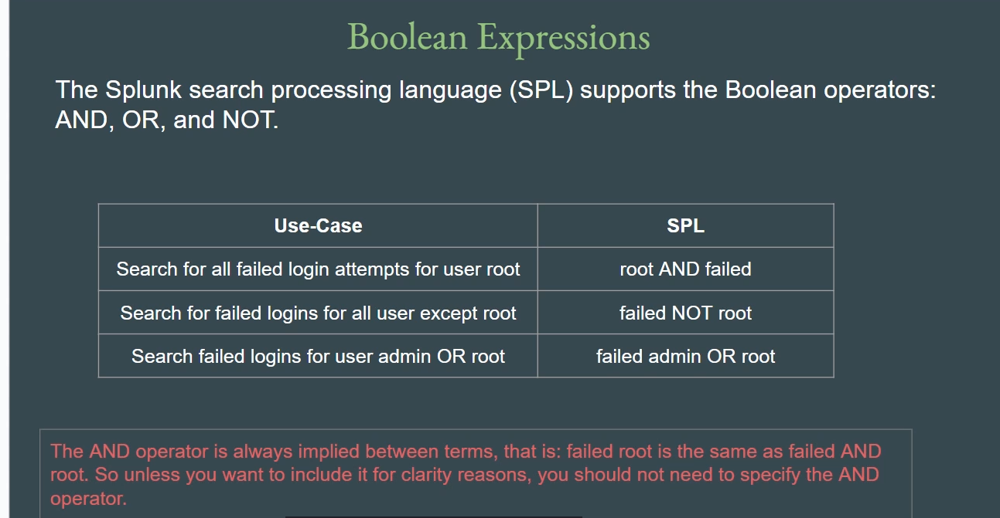 Boolean Expressions
The Splunk search processing language (SPL) supports the Boolean operators:
AND, OR, and NOT.
Use-Case SPL
Search for all failed login attempts for user root root AND failed
Search for failed logins for all user except root failed NOT root
Search failed logins for user admin OR root failed admin OR root
The AND operator is always implied between terms, that is: failed root is the same as failed AND
root. So unless you want to include it for clarity reasons, you should not need to specify the AND
operator.